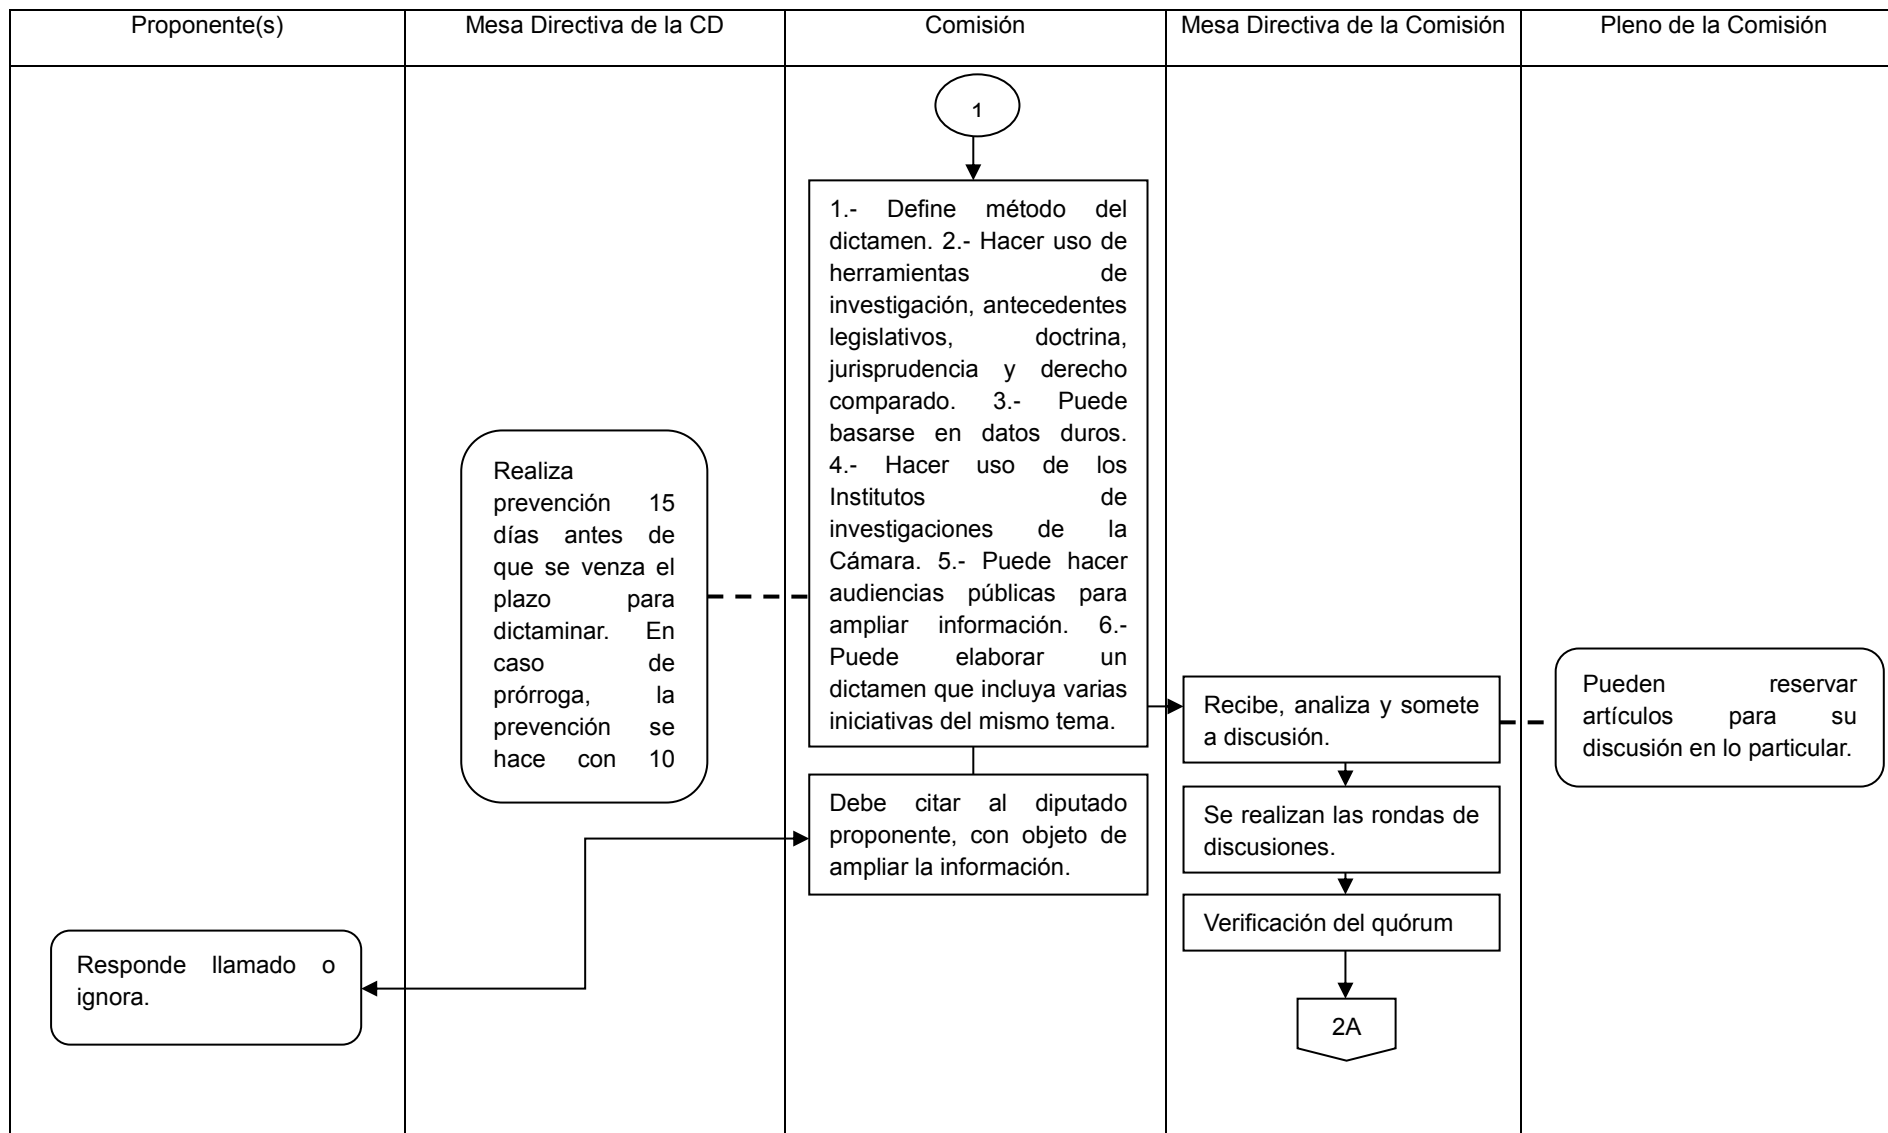 Proponente(s)
Mesa Directiva de la CD
Comisión
Mesa Directiva de la Comisión
Pleno de la Comisión
1
1.- Define método del
dictamen. 2.- Hacer uso de
herramientas de
investigación, antecedentes
legislativos, doctrina,
jurisprudencia y derecho
comparado. 3.- Puede
basarse en datos duros.
4.- Hacer uso de los
Institutos de
investigaciones de la
Cámara. 5.- Puede hacer
audiencias públicas para
ampliar información. 6.-
Puede elaborar un
dictamen que incluya varias
iniciativas del mismo tema.
Realiza
prevención 15
días antes de
que se venza el
plazo para
dictaminar. En
caso de
prórroga, la
prevención se
hace con 10
Recibe, analiza y somete
a discusión.
Pueden reservar
artículos para su
discusión en lo particular.
Debe citar al diputado
proponente, con objeto de
ampliar la información.
Se realizan las rondas de
discusiones.
Verificación del quórum
Responde llamado o
ignora.
2A